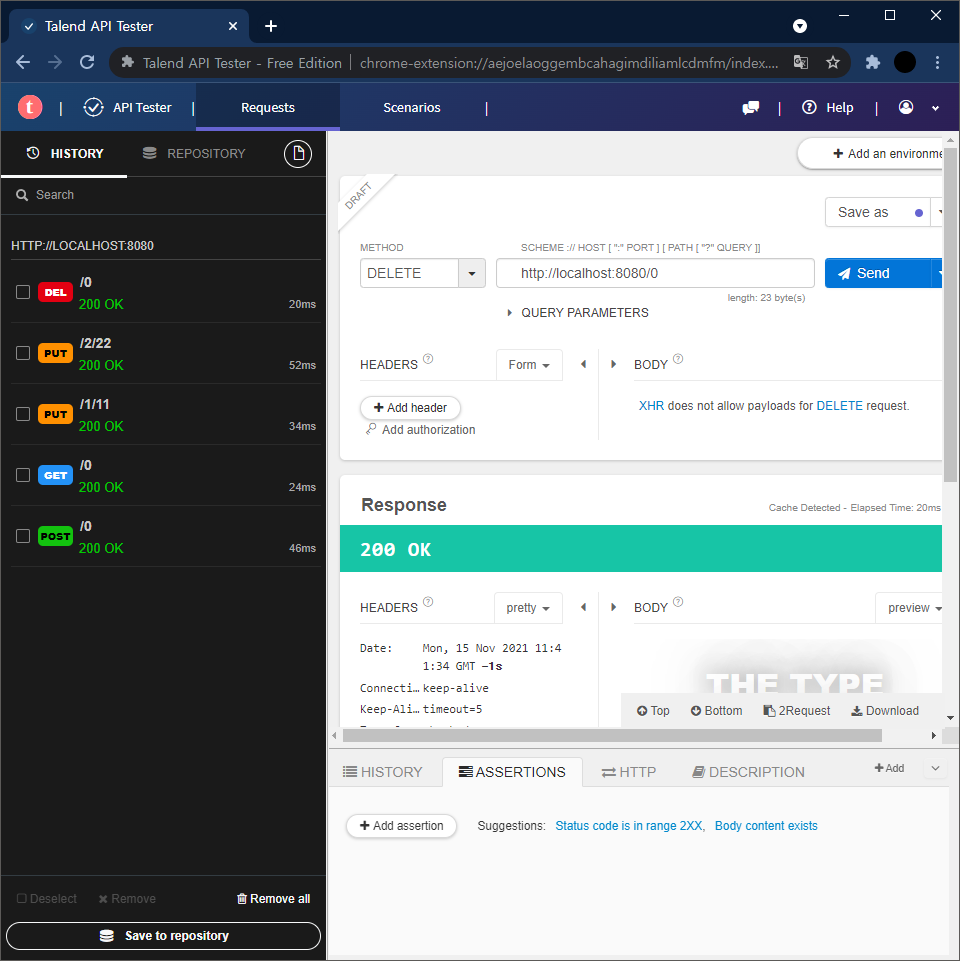 Talend API Tester
Talend API Tester - Free Edition | chrome-extension://aejoelaoggembcahagimdiliamlcdmfm/index....
t | API Tester | Requests Scenarios | | Help |
HISTORY REPOSITORY
Search
HTTP://LOCALHOST:8080
/0
DEL
200 OK 20ms
/2/22
PUT
200 OK 52ms
/1/11
PUT
200 OK 34ms
/0
GET
200 OK 24ms
/0
POST
200 OK 46ms
Deselect Remove Remove all
Save to repository
Add an environme
DRAFT
Save as
METHOD SCHEME :// HOST [ ":" PORT ] [ PATH [ "?" QUERY ]]
DELETE http://localhost:8080/0 Send
length: 23 byte(s)
QUERY PARAMETERS
HEADERS ? Form BODY ?
Add header XHR does not allow payloads for DELETE request.
Add authorization
Response Cache Detected - Elapsed Time: 20ms
200 OK
HEADERS ? pretty BODY ? preview
Date: Mon, 15 Nov 2021 11:4
1:34 GMT −1s
Connecti… keep-alive
Keep-Ali… timeout=5
THE TYPE
Top Bottom 2Request Download
HISTORY ASSERTIONS HTTP DESCRIPTION Add
Add assertion Suggestions: Status code is in range 2XX, Body content exists